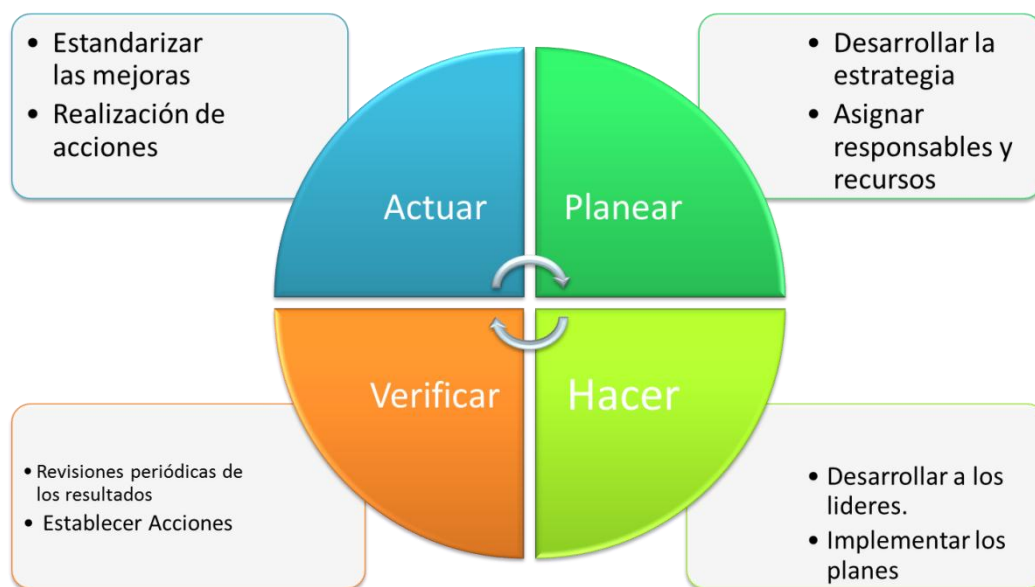 • Estandarizar
las mejoras
• Realización de
acciones
• Desarrollar la
estrategia
• Asignar
responsables y
recursos
Actuar
Planear
Verificar
Hacer
• Revisiones periódicas de
los resultados
• Establecer Acciones
• Desarrollar a los
lideres.
• Implementar los
planes